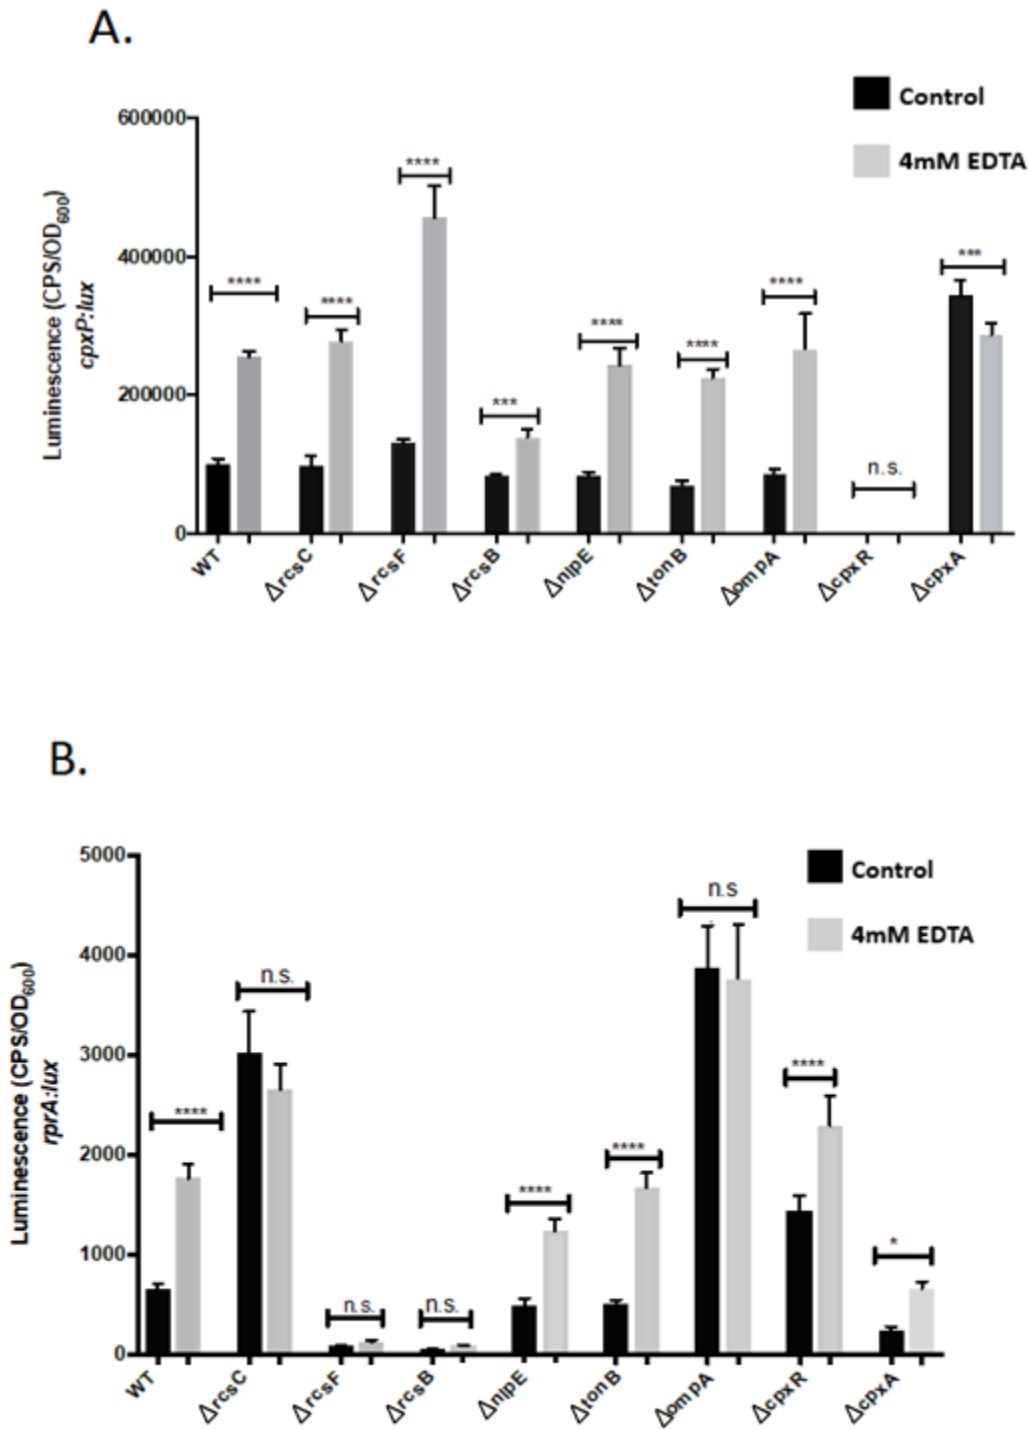 A.
Control
4mM EDTA
Luminescence (CPS/OD600)
cpxP:lux
600000
400000
200000
0
****
****
****
***
****
****
****
n.s.
***
WT
ΔrcsC
ΔrcsF
ΔrcsB
ΔnlpE
ΔtonB
ΔompA
ΔcpxR
ΔcpxA
B.
Control
4mM EDTA
Luminescence (CPS/OD600)
rprA:lux
5000
4000
3000
2000
1000
0
****
n.s.
n.s.
n.s.
****
****
n.s
****
*
WT
ΔrcsC
ΔrcsF
ΔrcsB
ΔnlpE
ΔtonB
ΔompA
ΔcpxR
ΔcpxA